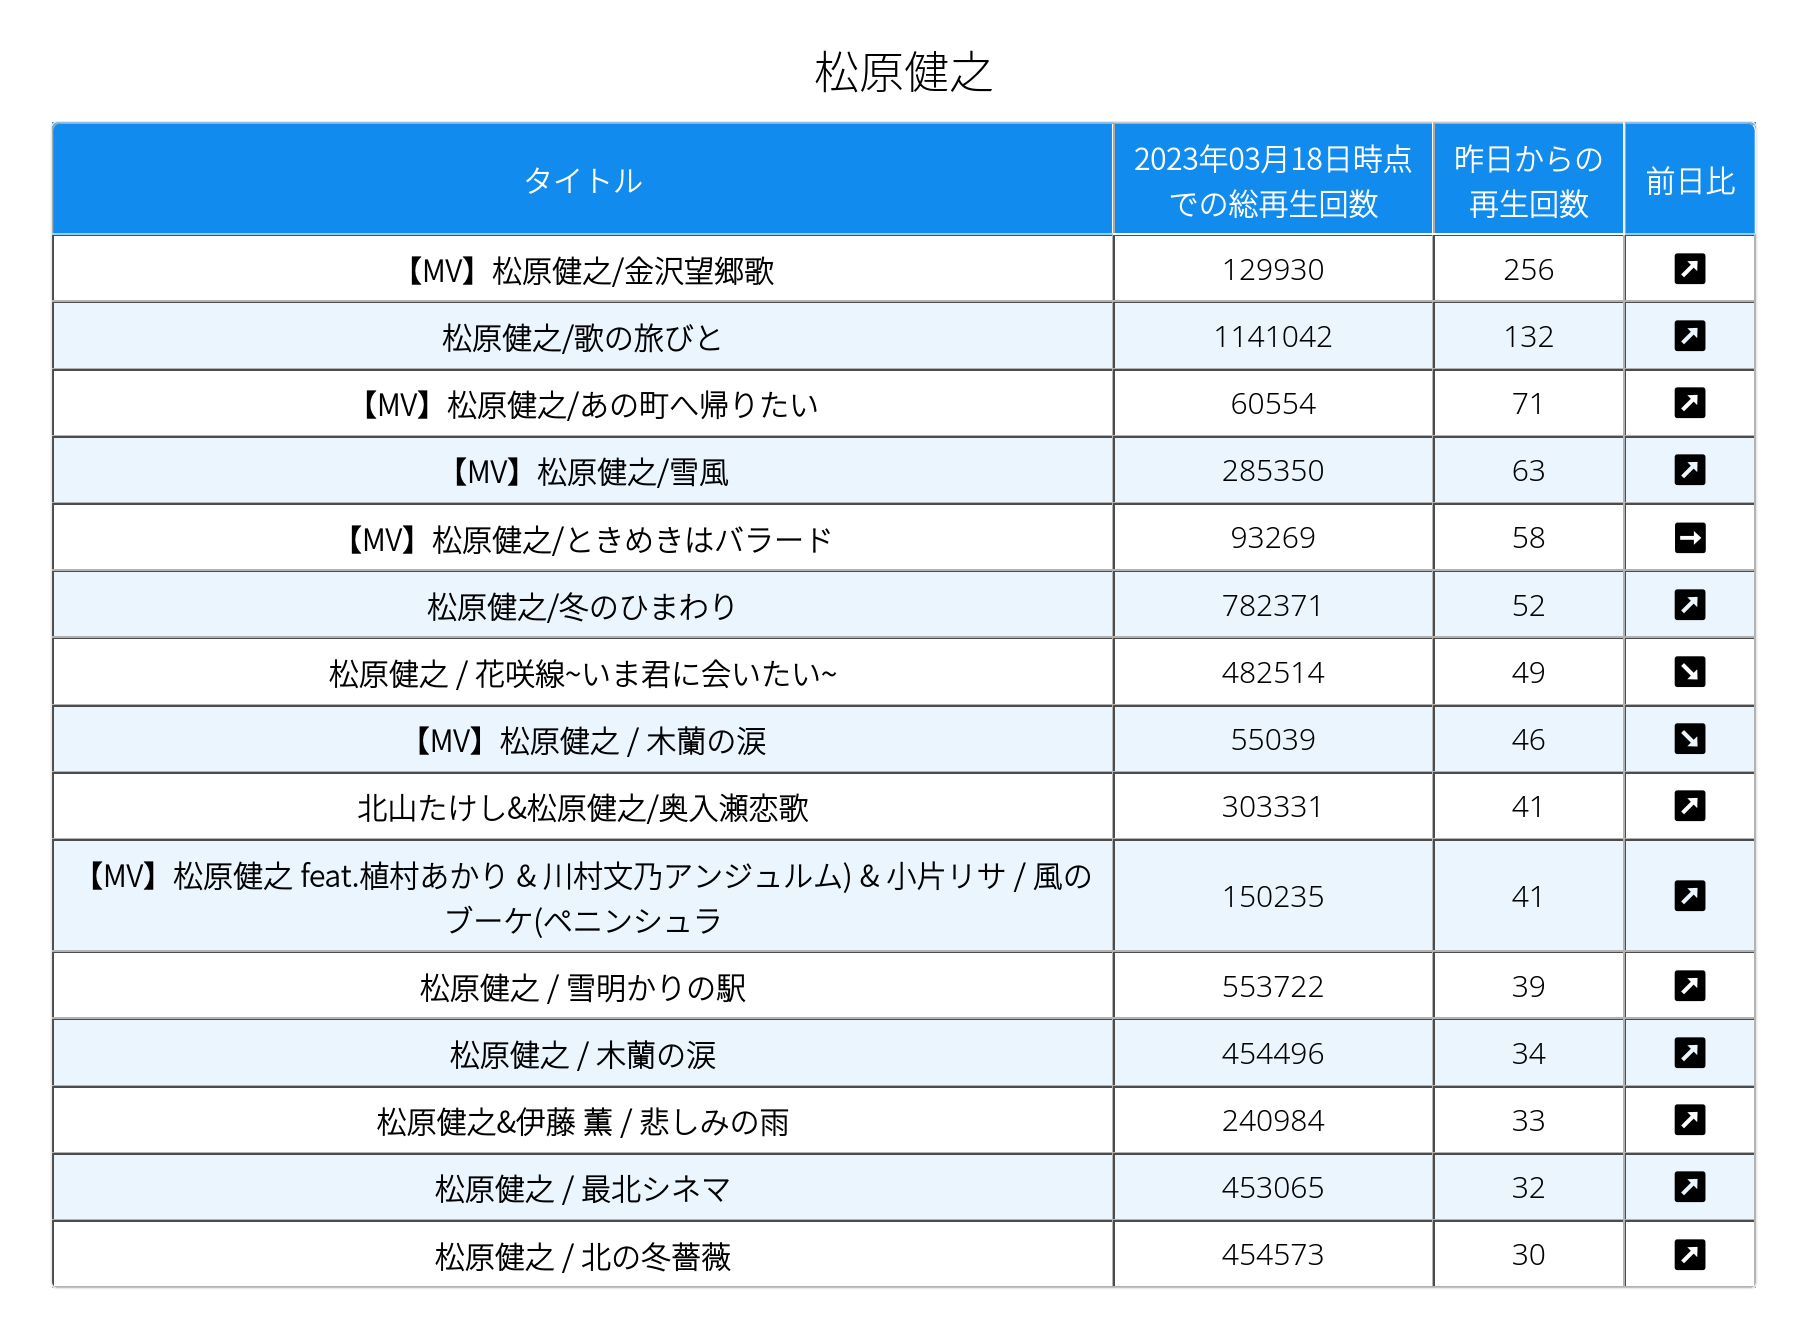 松原健之
タイトル
2023年03月18日時点
での総再生回数
昨日からの
再生回数
前日比
【MV】松原健之/金沢望郷歌 129930 256
松原健之/歌の旅びと 1141042 132
【MV】松原健之/あの町へ帰りたい 60554 71
【MV】松原健之/雪風 285350 63
【MV】松原健之/ときめきはバラード 93269 58
松原健之/冬のひまわり 782371 52
松原健之 / 花咲線~いま君に会いたい~ 482514 49
【MV】松原健之 / 木蘭の涙 55039 46
北山たけし&松原健之/奥入瀬恋歌 303331 41
【MV】松原健之 feat.植村あかり & 川村文乃アンジュルム) & 小片リサ / 風の
ブーケ(ペニンシュラ 150235 41
松原健之 / 雪明かりの駅 553722 39
松原健之 / 木蘭の涙 454496 34
松原健之&伊藤 薫 / 悲しみの雨 240984 33
松原健之 / 最北シネマ 453065 32
松原健之 / 北の冬薔薇 454573 30